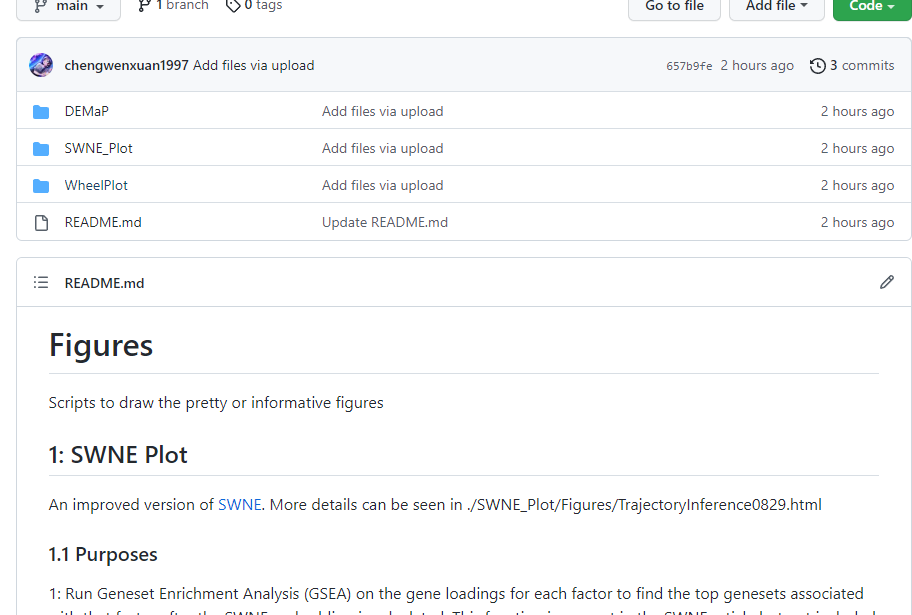 main 1 branch 0 tags Go to file Add file Code
chengwenxuan1997 Add files via upload 657b9fe 2 hours ago 3 commits
DEMaP Add files via upload 2 hours ago
SWNE_Plot Add files via upload 2 hours ago
WheelPlot Add files via upload 2 hours ago
README.md Update README.md 2 hours ago
README.md
Figures
Scripts to draw the pretty or informative figures
1: SWNE Plot
An improved version of SWNE. More details can be seen in ./SWNE_Plot/Figures/TrajectoryInference0829.html
1.1 Purposes
1: Run Geneset Enrichment Analysis (GSEA) on the gene loadings for each factor to find the top genesets associated